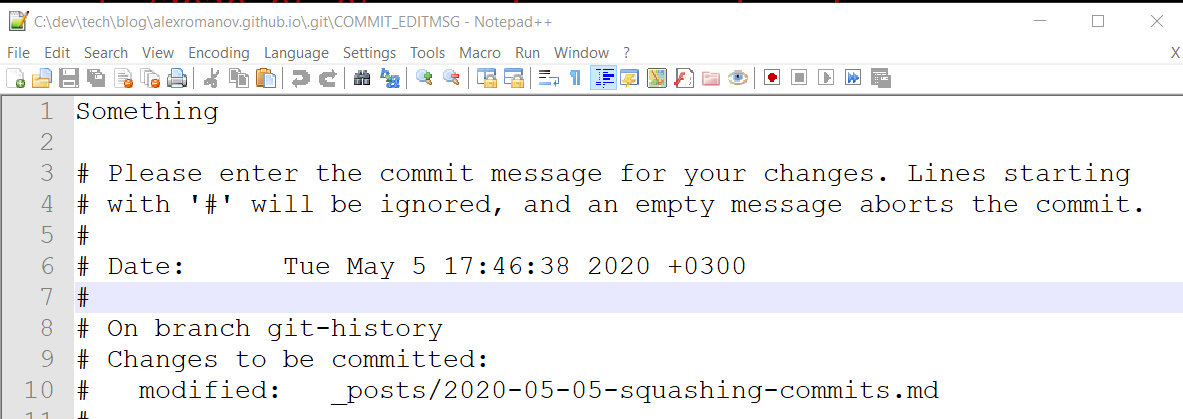 C:\dev\tech\blog\alexromanov.github.io\.git\COMMIT_EDITMSG - Notepad++
File Edit Search View Encoding Language Settings Tools Macro Run Window ? X
1 Something
2
3 # Please enter the commit message for your changes. Lines starting
4 # with '#' will be ignored, and an empty message aborts the commit.
5 #
6 # Date:      Tue May 5 17:46:38 2020 +0300
7 #
8 # On branch git-history
9 # Changes to be committed:
10 #   modified:   _posts/2020-05-05-squashing-commits.md
11 #